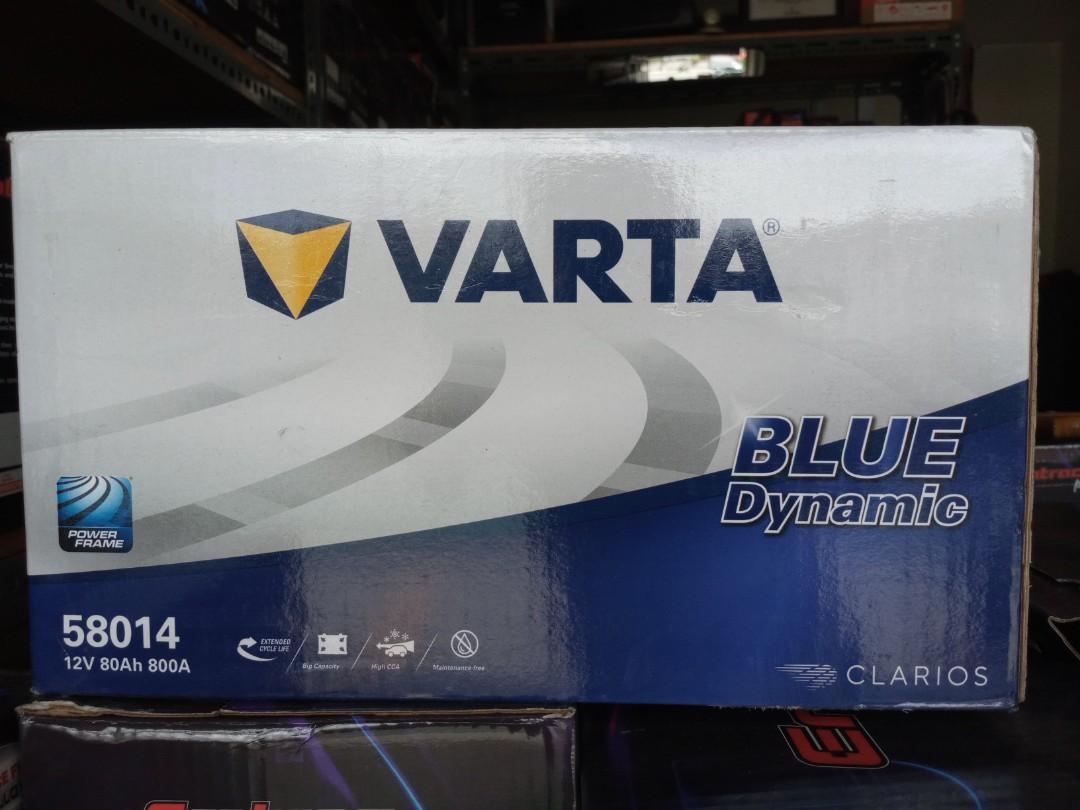 VARTA®
BLUE
Dynamic
POWER
FRAME
58014
12V 80Ah 800A
EXTENDED
CYCLE LIFE
Big Capacity
High CCA
Maintenance-free
CLARIOS